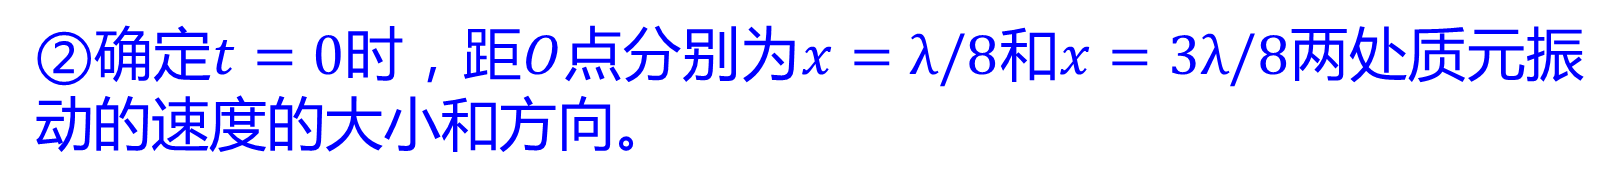 ②确定t = 0时，距O点分别为x = λ/8和x = 3λ/8两处质元振
动的速度的大小和方向。